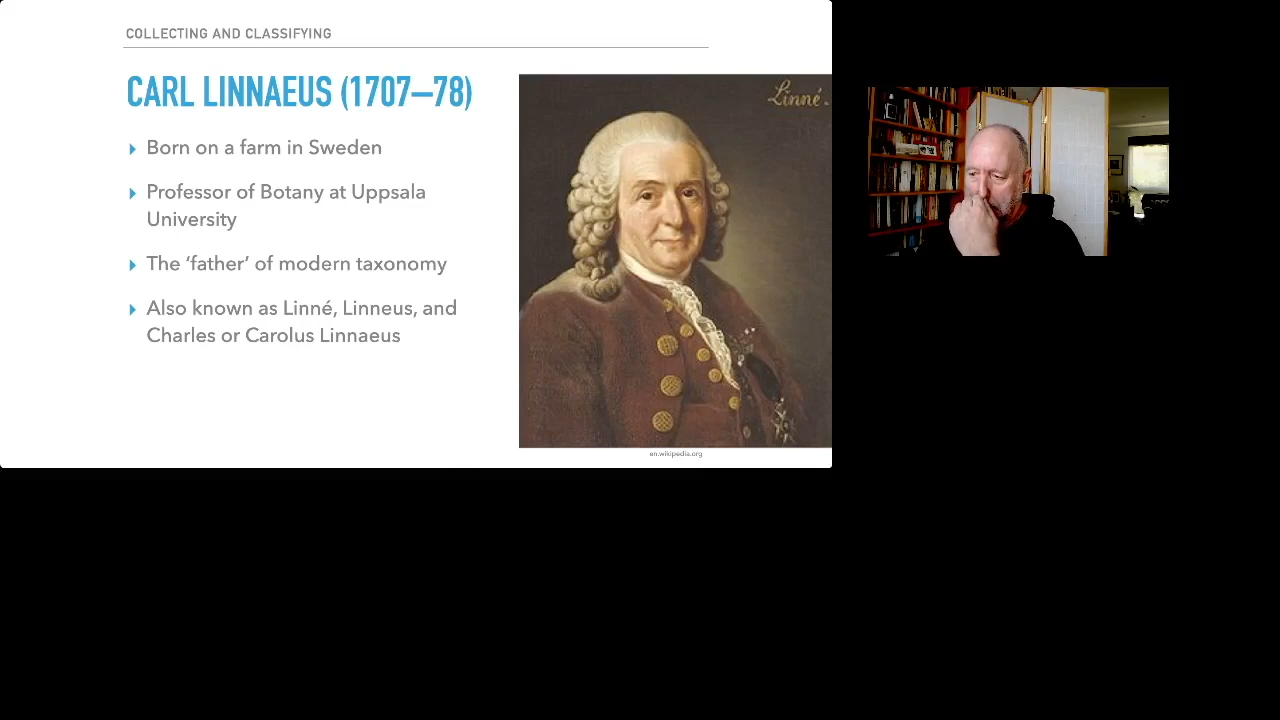 COLLECTING AND CLASSIFYING
CARL LINNAEUS (1707–78)
Born on a farm in Sweden
Professor of Botany at Uppsala
University
The ‘father’ of modern taxonomy
Also known as Linné, Linneus, and
Charles or Carolus Linnaeus
Linné.
en.wikipedia.org